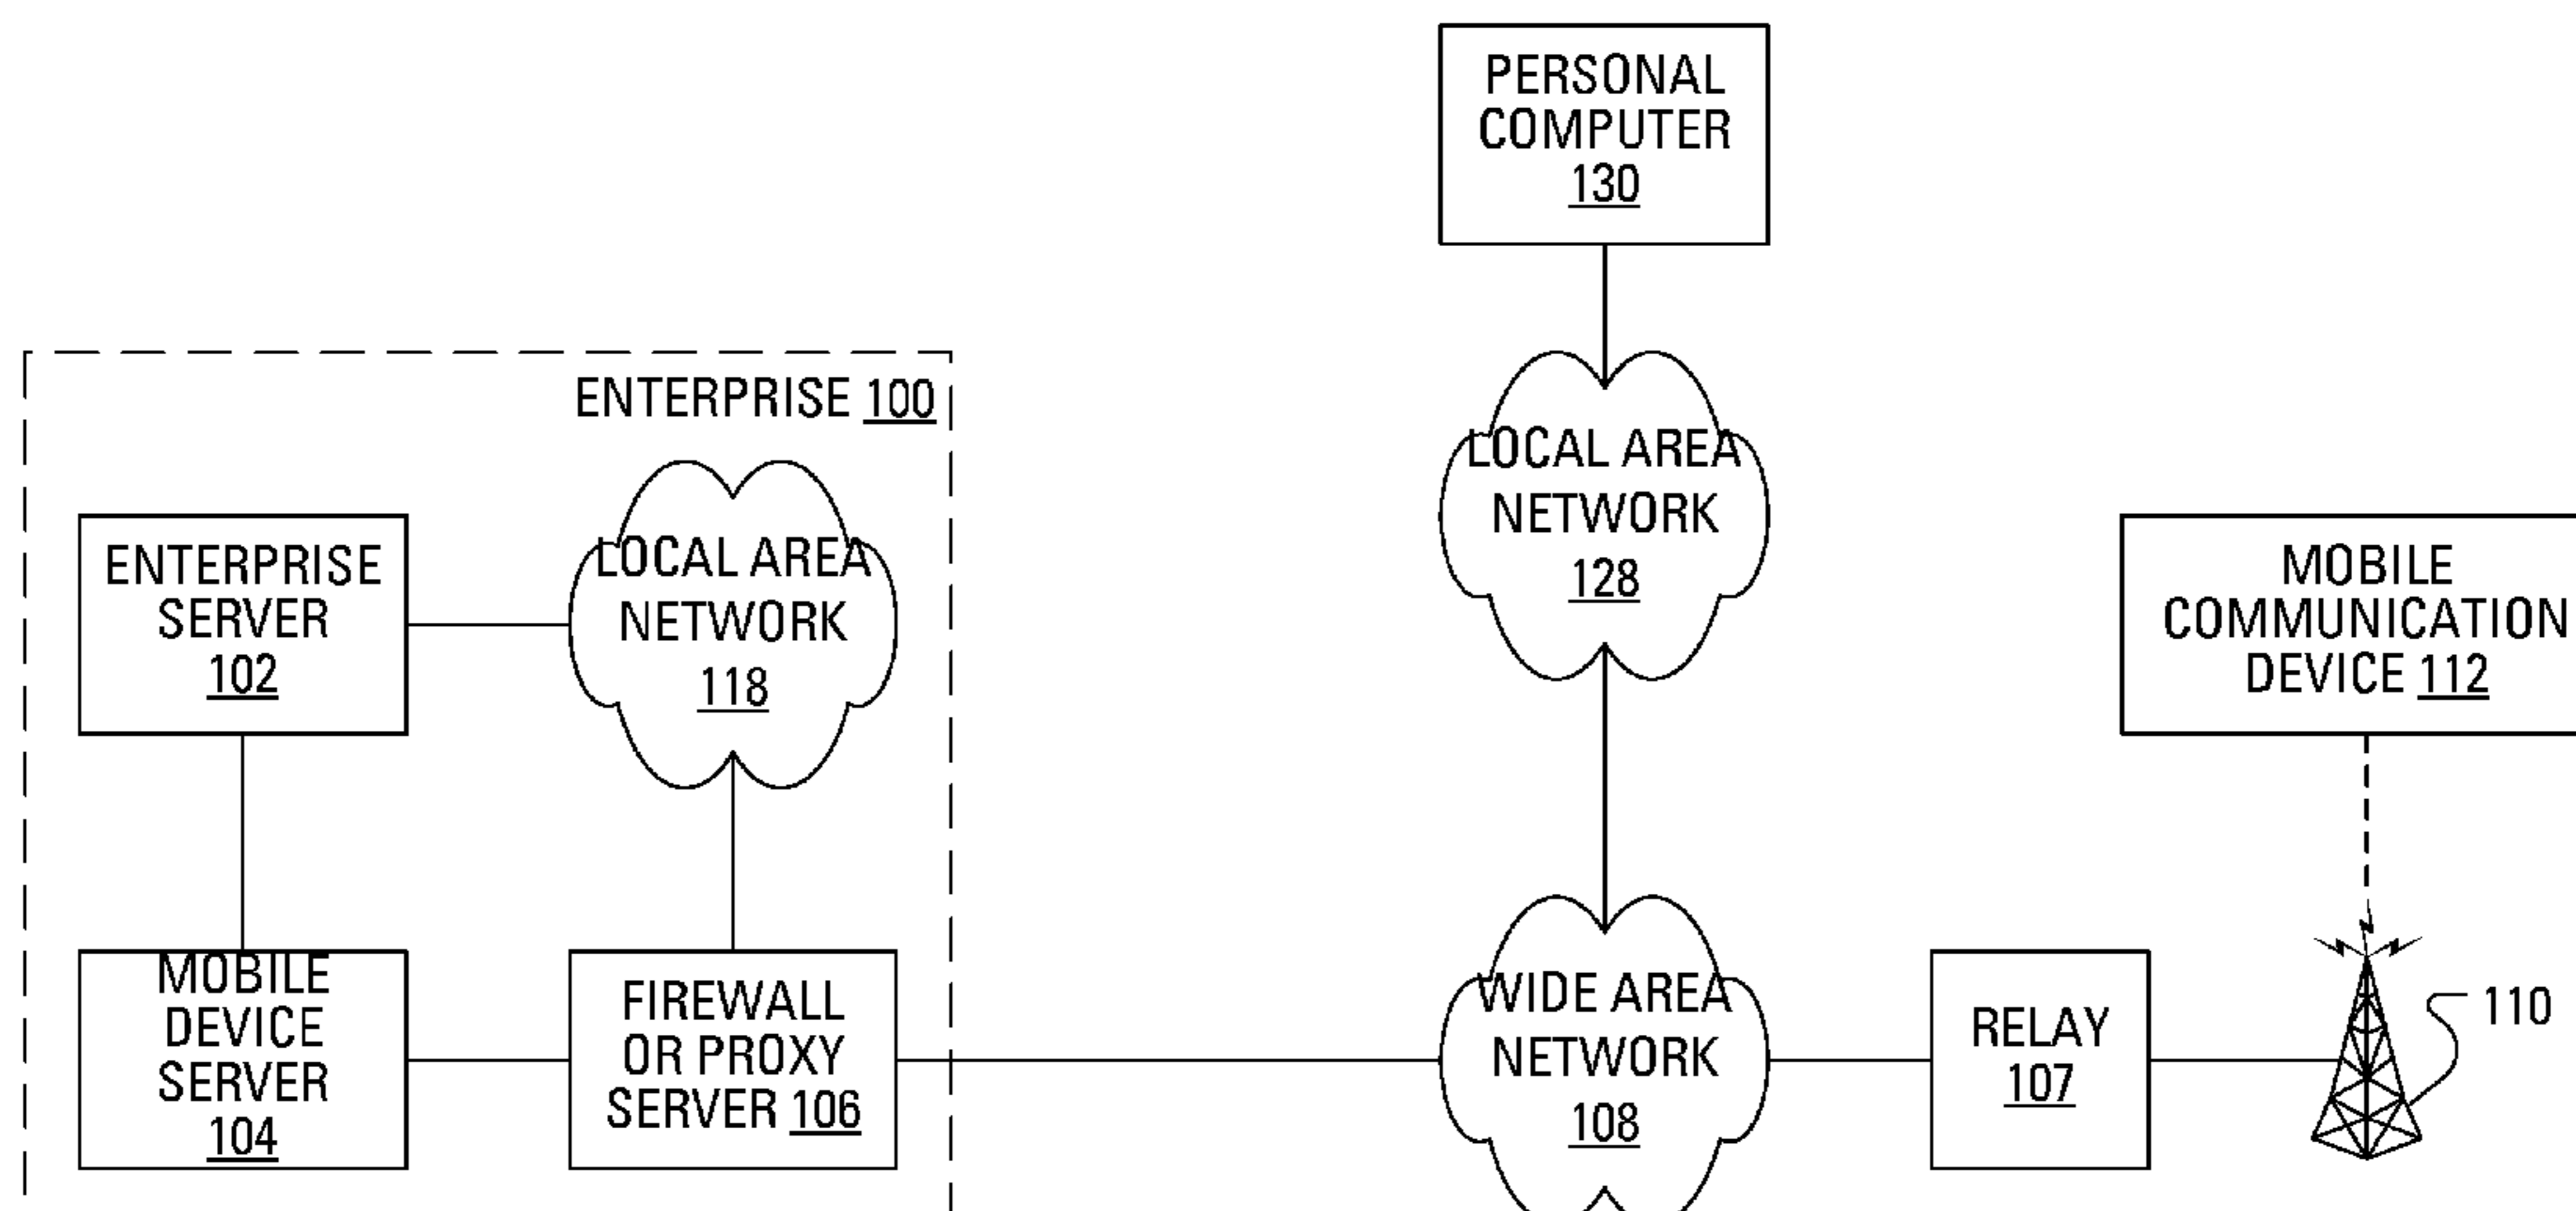 PERSONAL
COMPUTER
130
ENTERPRISE 100
LOCAL AREA
NETWORK
128
ENTERPRISE
SERVER
102
LOCAL AREA
NETWORK
118
MOBILE
COMMUNICATION
DEVICE 112
MOBILE
DEVICE
SERVER
104
FIREWALL
OR PROXY
SERVER 106
WIDE AREA
NETWORK
108
RELAY
107
110